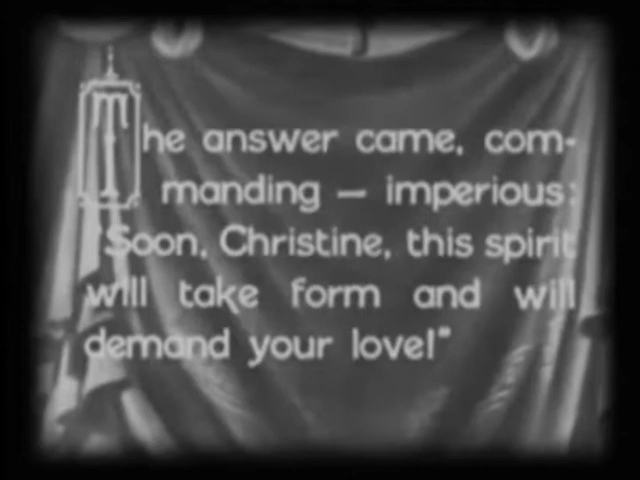 The answer came, com-
manding — imperious:
"Soon, Christine, this spirit
will take form and will
demand your love!"